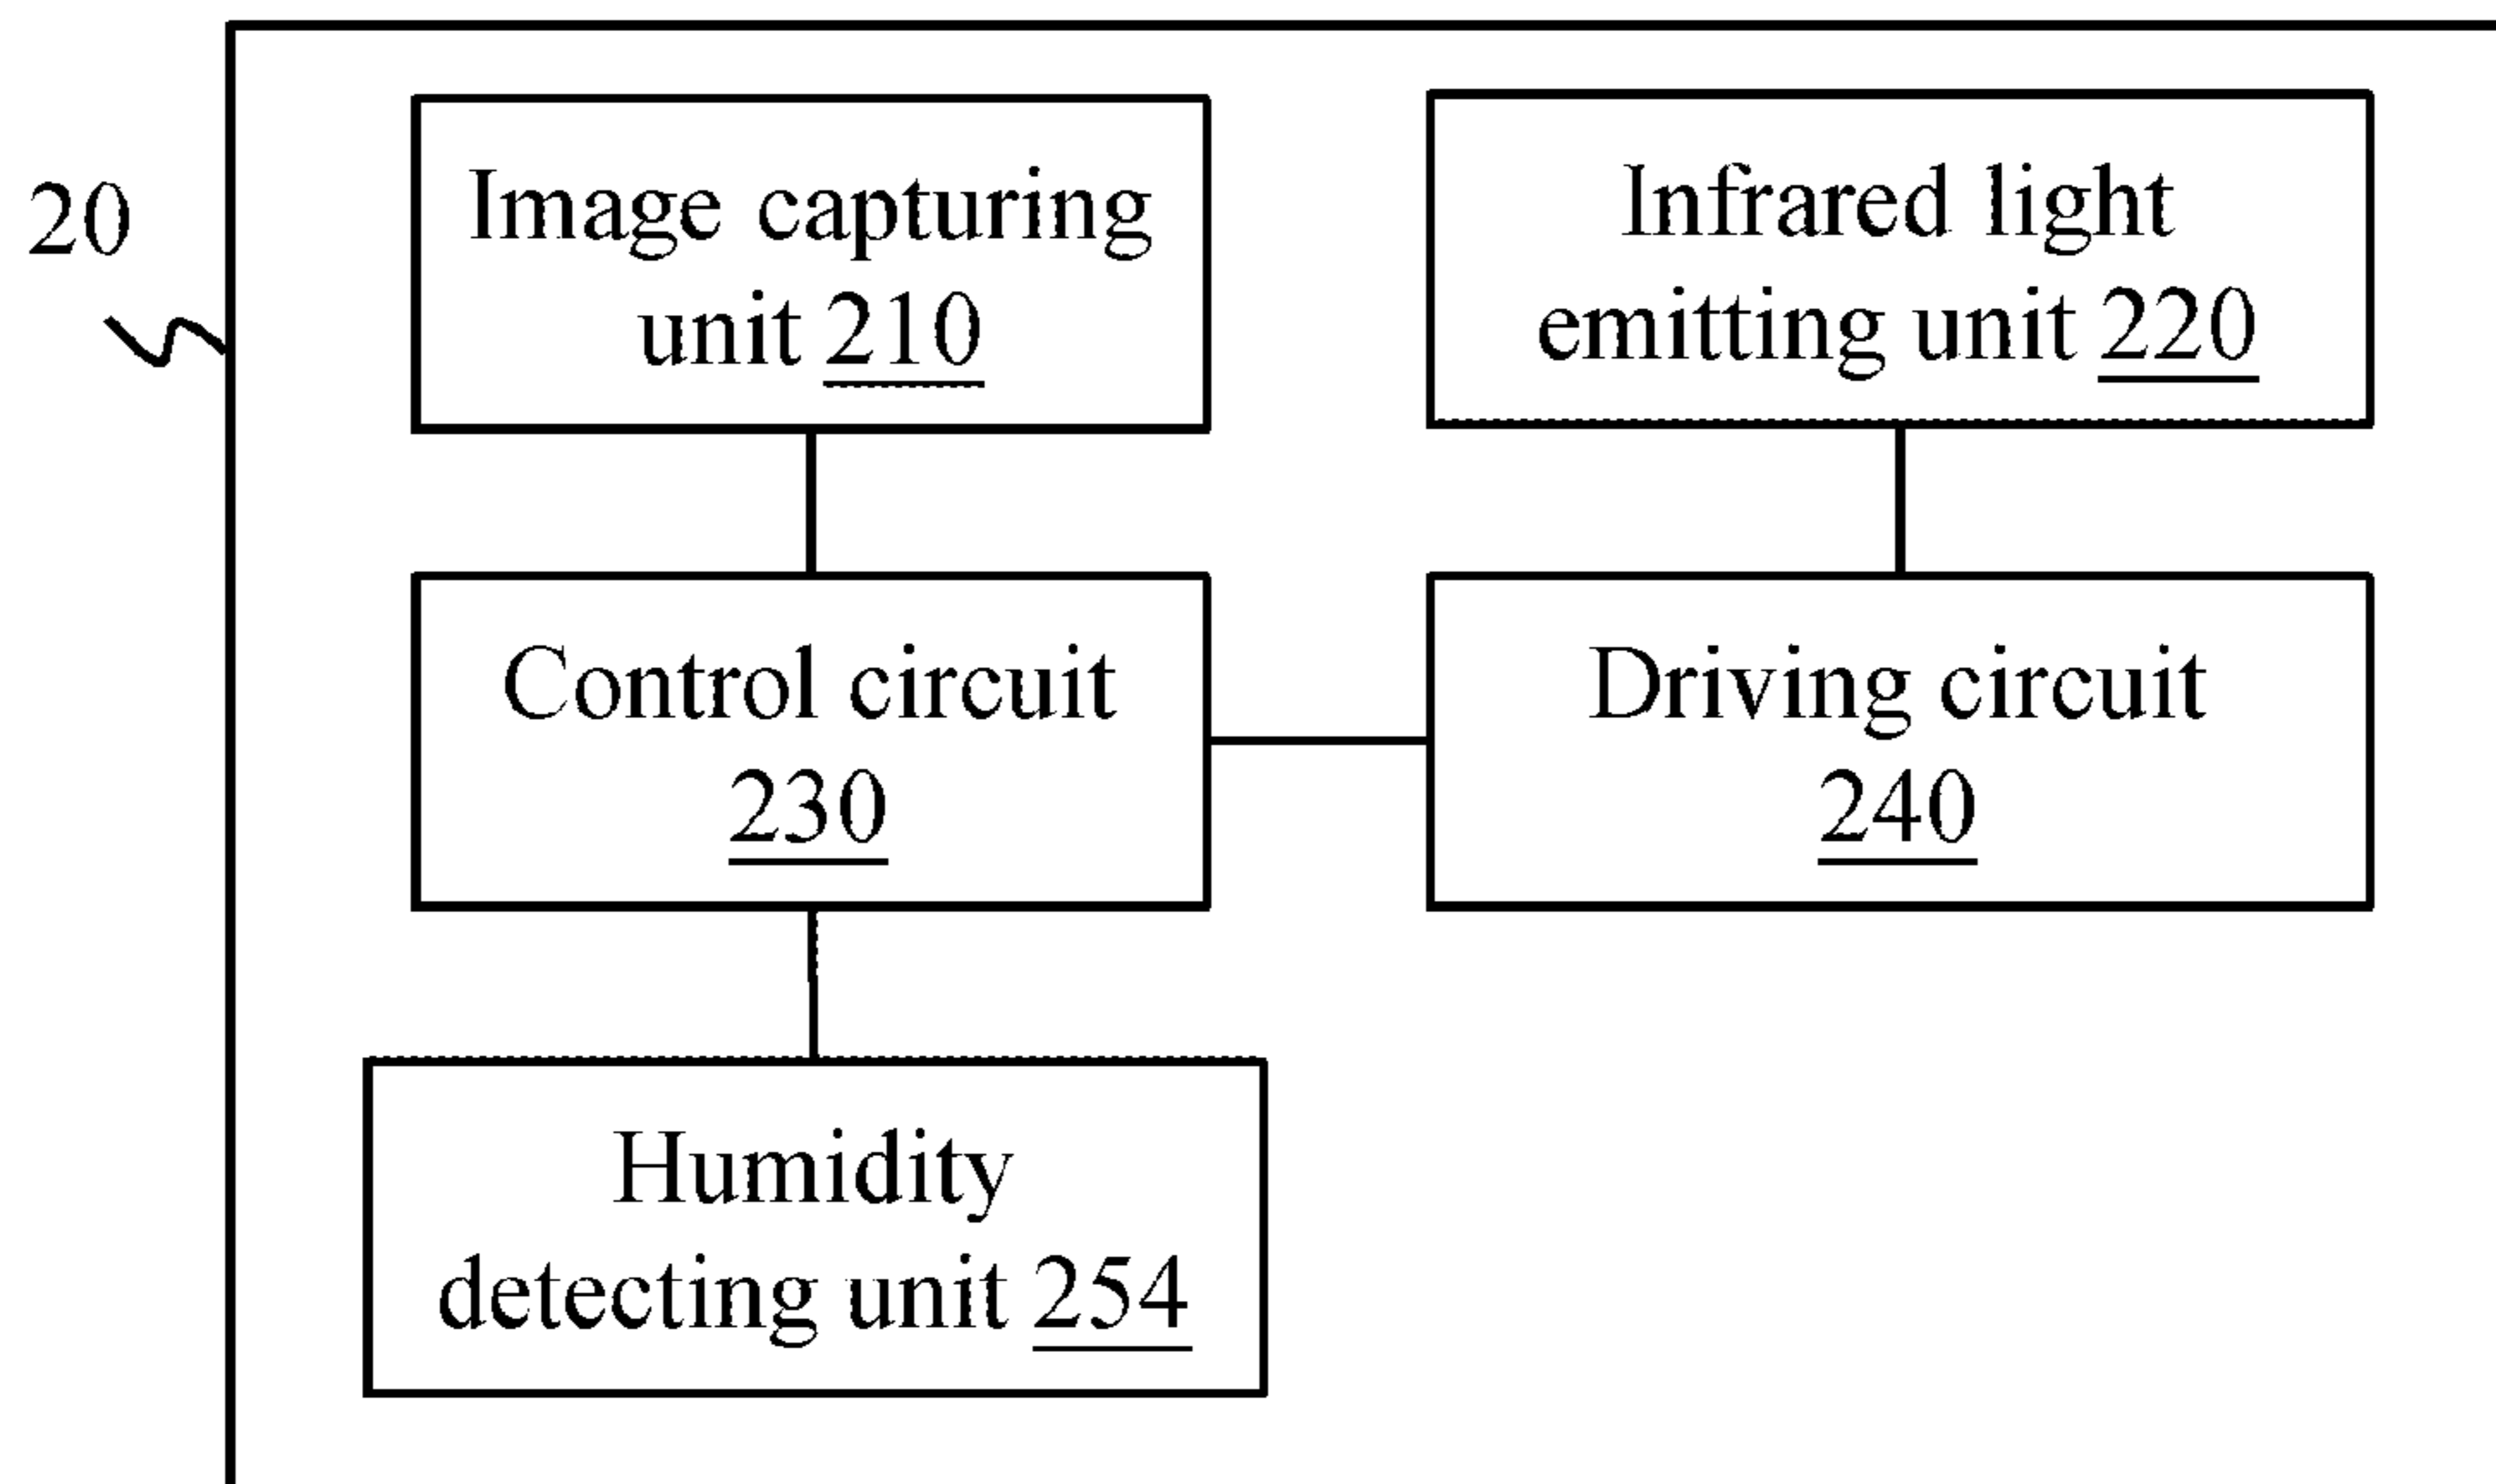 20
Image capturing
unit 210
Infrared light
emitting unit 220
Control circuit
230
Driving circuit
240
Humidity
detecting unit 254